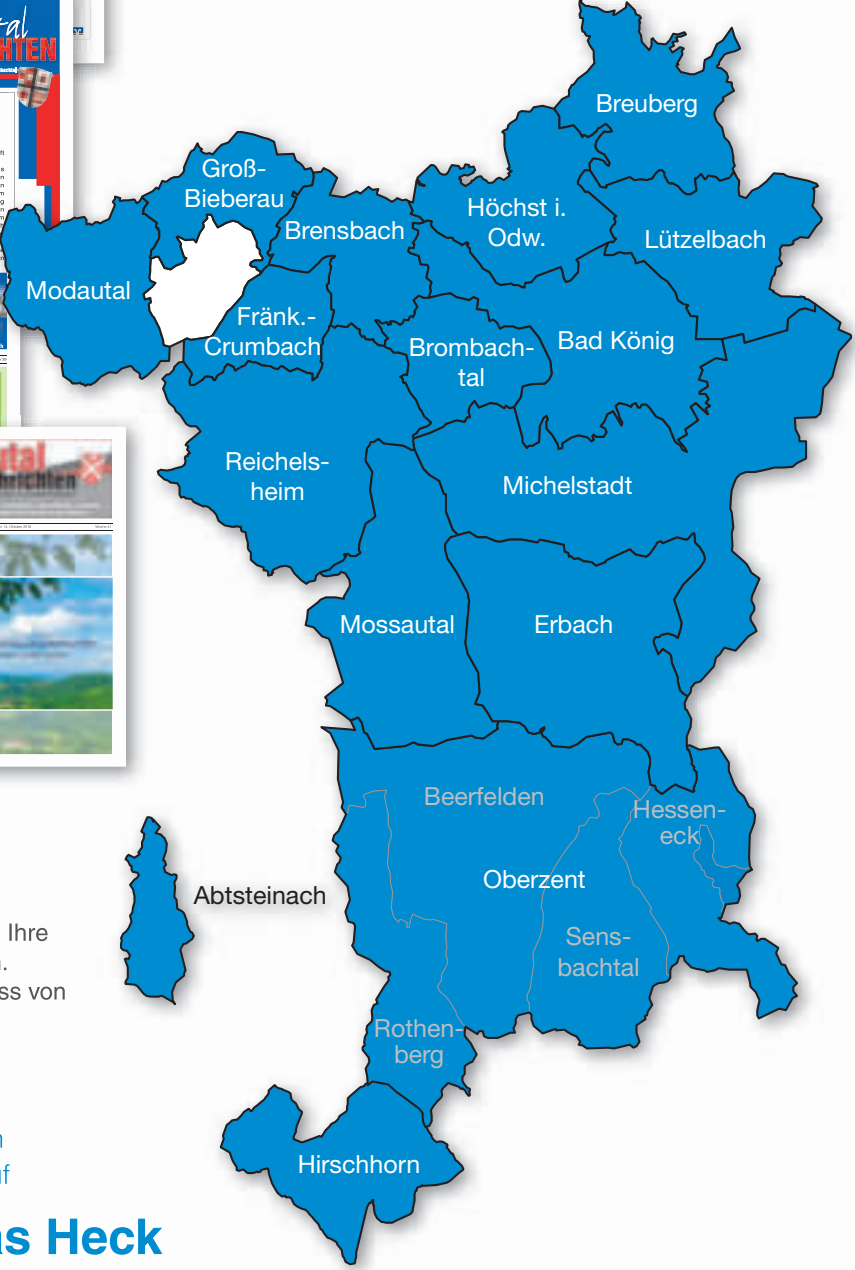 HTEN
Breuberg
Groß-
Bieberau
Brensbach
Höchst i.
Odw.
Lützelbach
Modautal
Fränk.-
Crumbach
Brombach-
tal
Bad König
Reichels-
heim
Michelstadt
Mossautal
Erbach
Beerfelden
Hessen-
eck
Oberzent
Abtsteinach
Sens-
bachtal
Ihre
ss von
Rothen-
berg
Hirschhorn
as Heck